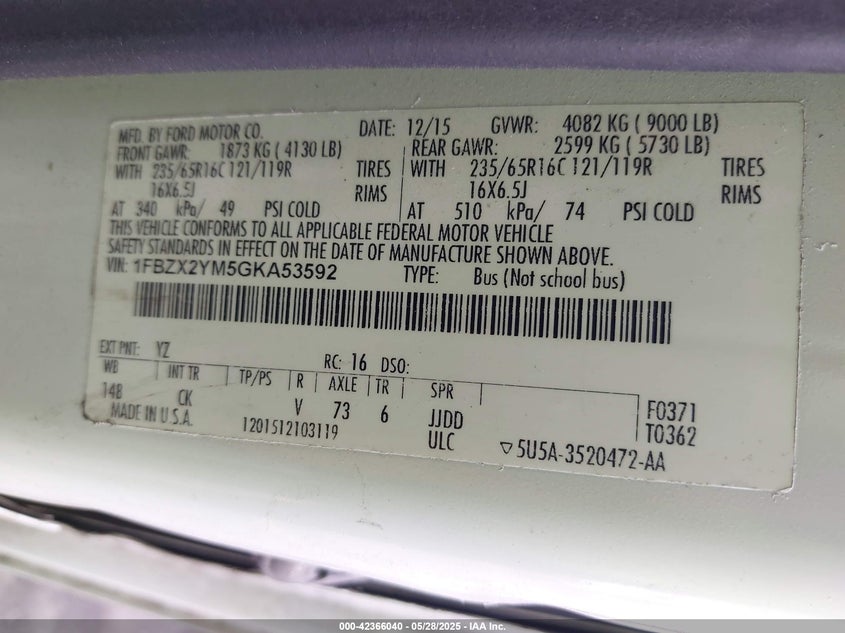 MFD. BY FORD MOTOR CO. DATE: 12/15 GVWR: 4082 KG ( 9000 LB)
FRONT GAWR: 1873 KG ( 4130 LB) REAR GAWR: 2599 KG ( 5730 LB)
WITH 235/65R16C 121/119R TIRES WITH 235/65R16C 121/119R TIRES
16X6.5J RIMS 16X6.5J RIMS
AT 340 kPa/ 49 PSI COLD AT 510 kPa/ 74 PSI COLD
THIS VEHICLE CONFORMS TO ALL APPLICABLE FEDERAL MOTOR VEHICLE
SAFETY STANDARDS IN EFFECT ON THE DATE OF MANUFACTURE SHOWN ABOVE.
VIN: 1FBZX2YM5GKA53592 TYPE: Bus (Not school bus)
EXT PNT: YZ RC: 16 DSO:
WB INT TR TP/PS R AXLE TR SPR
148 CK V 73 6 JJDD F0371
MADE IN U.S.A. 1201512103119 ULC T0362
▽5U5A-3520472-AA
000-42366040 - 05/28/2025 - IAA Inc.